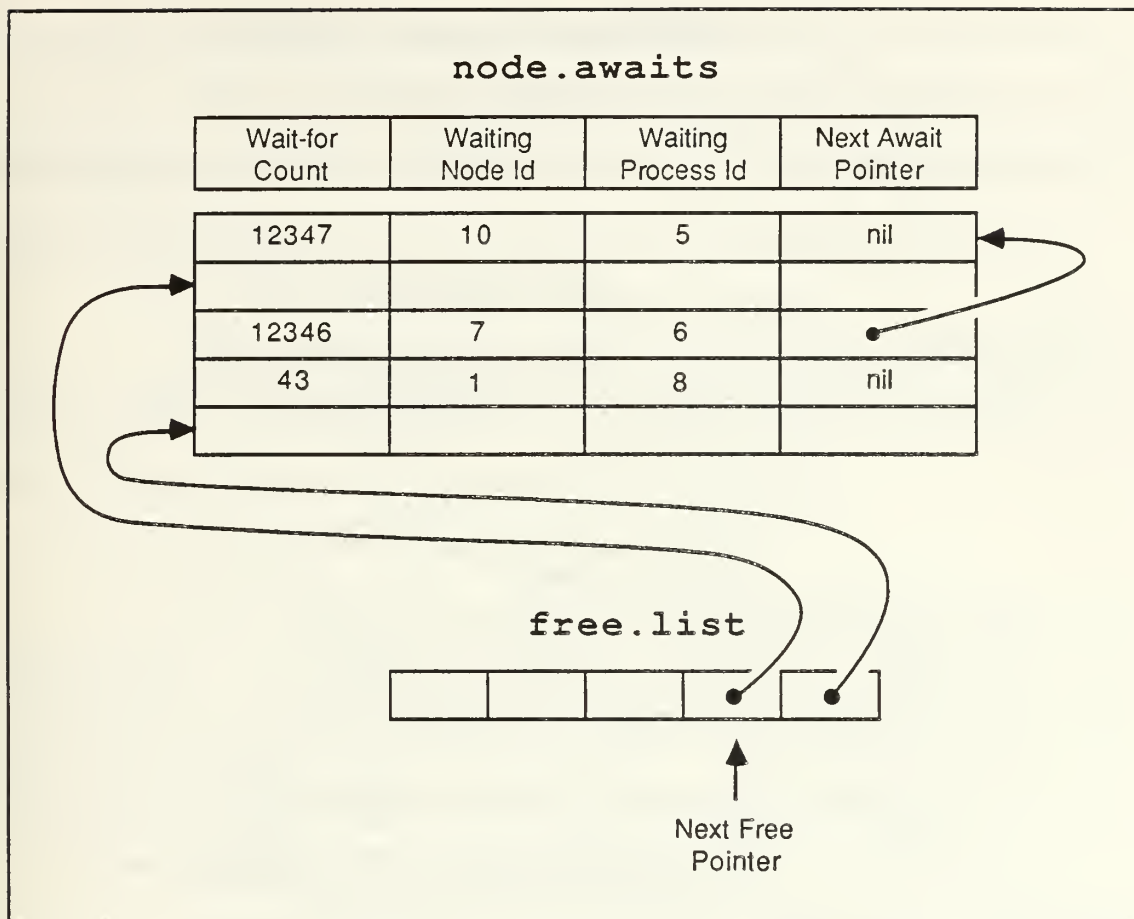 node.awaits
Wait-for Count
Waiting Node Id
Waiting Process Id
Next Await Pointer
12347 10 5 nil
12346 7 6
43 1 8 nil
free.list
Next Free
Pointer